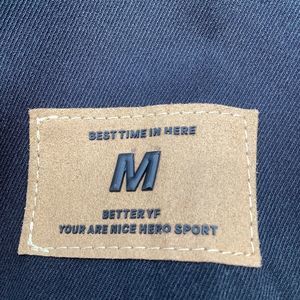 BEST TIME IN HERE
M
BETTER YF
YOUR ARE NICE HERO SPORT